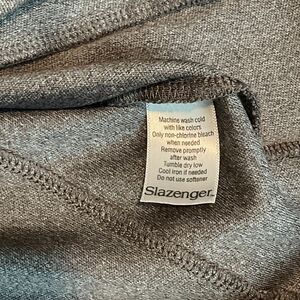 Machine wash cold
with like colors
Only non-chlorine bleach
when needed
Remove promptly
after wash
Tumble dry low
Cool iron if needed
Do not use softener
Slazenger